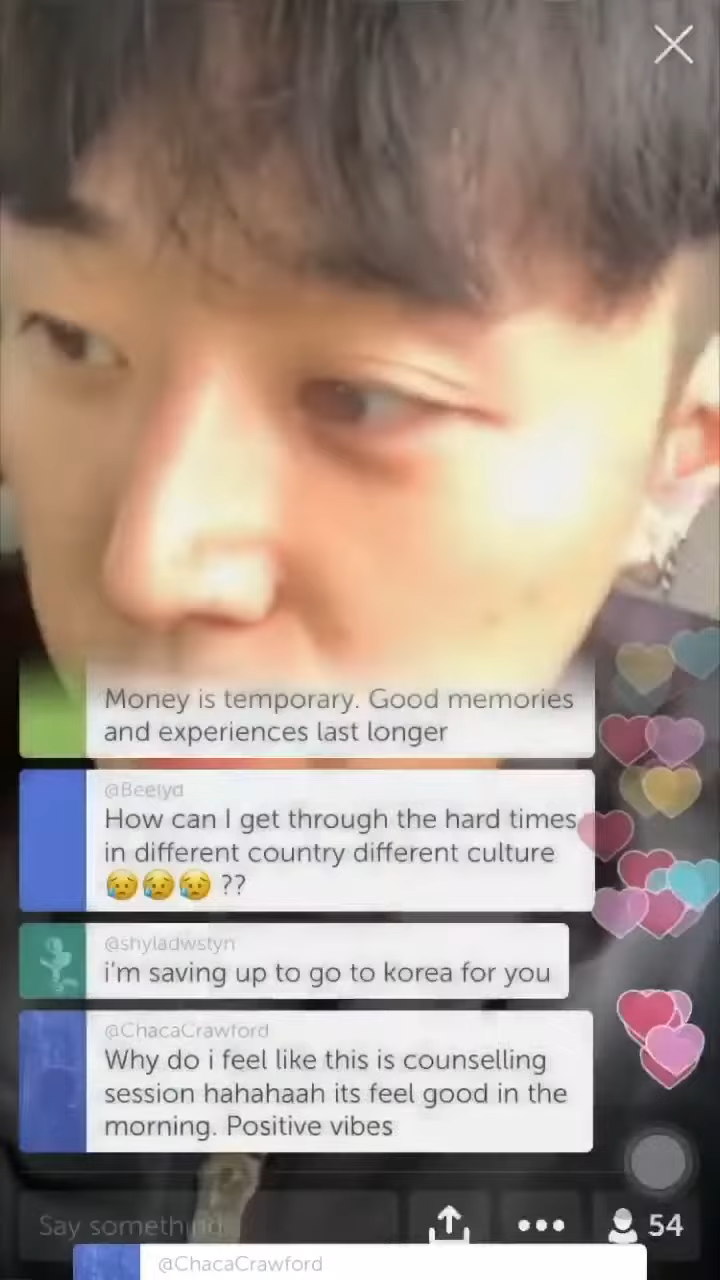 Money is temporary. Good memories
and experiences last longer
@Beelyd
How can I get through the hard times
in different country different culture
😥😥😥 ??
@shyladwstyn
i'm saving up to go to korea for you
@ChacaCrawford
Why do i feel like this is counselling
session hahahaah its feel good in the
morning. Positive vibes
Say something
54
@ChacaCrawford